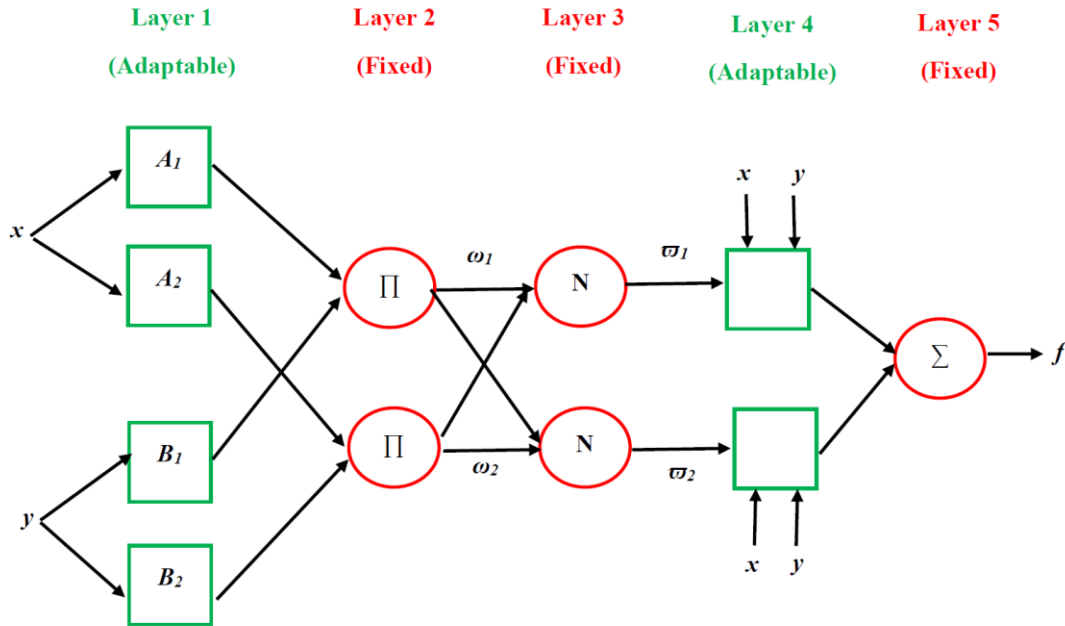 Layer 1 Layer 2 Layer 3 Layer 4 Layer 5
(Adaptable) (Fixed) (Fixed) (Adaptable) (Fixed)
A1
x y
x
A2 ω1 ϖ1
∏ N
∑ f
B1 ∏ N
ω2 ϖ2
y
x y
B2